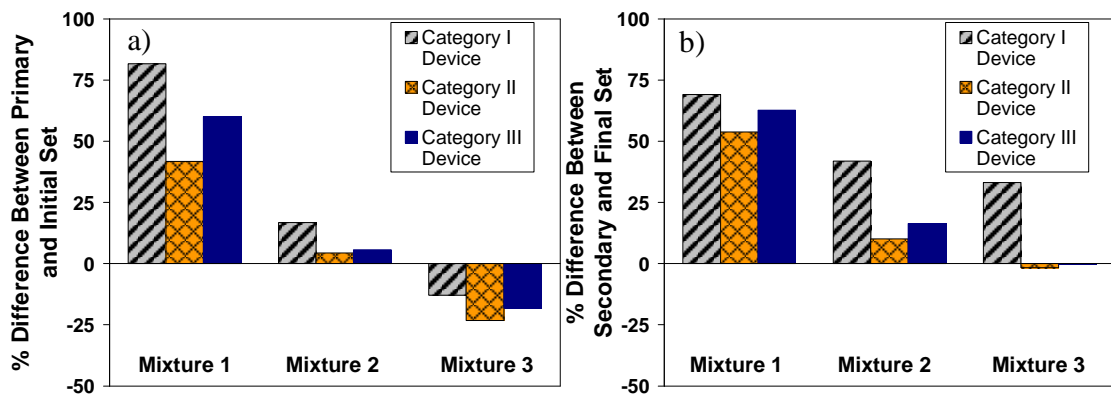 % Difference Between Primary
and Initial Set
100
75
50
25
0
-25
-50
a)
Category I
Device
Category II
Device
Category III
Device
Mixture 1
Mixture 2
Mixture 3
% Difference Between
Secondary and Final Set
100
75
50
25
0
-25
-50
b)
Category I
Device
Category II
Device
Category III
Device
Mixture 1
Mixture 2
Mixture 3